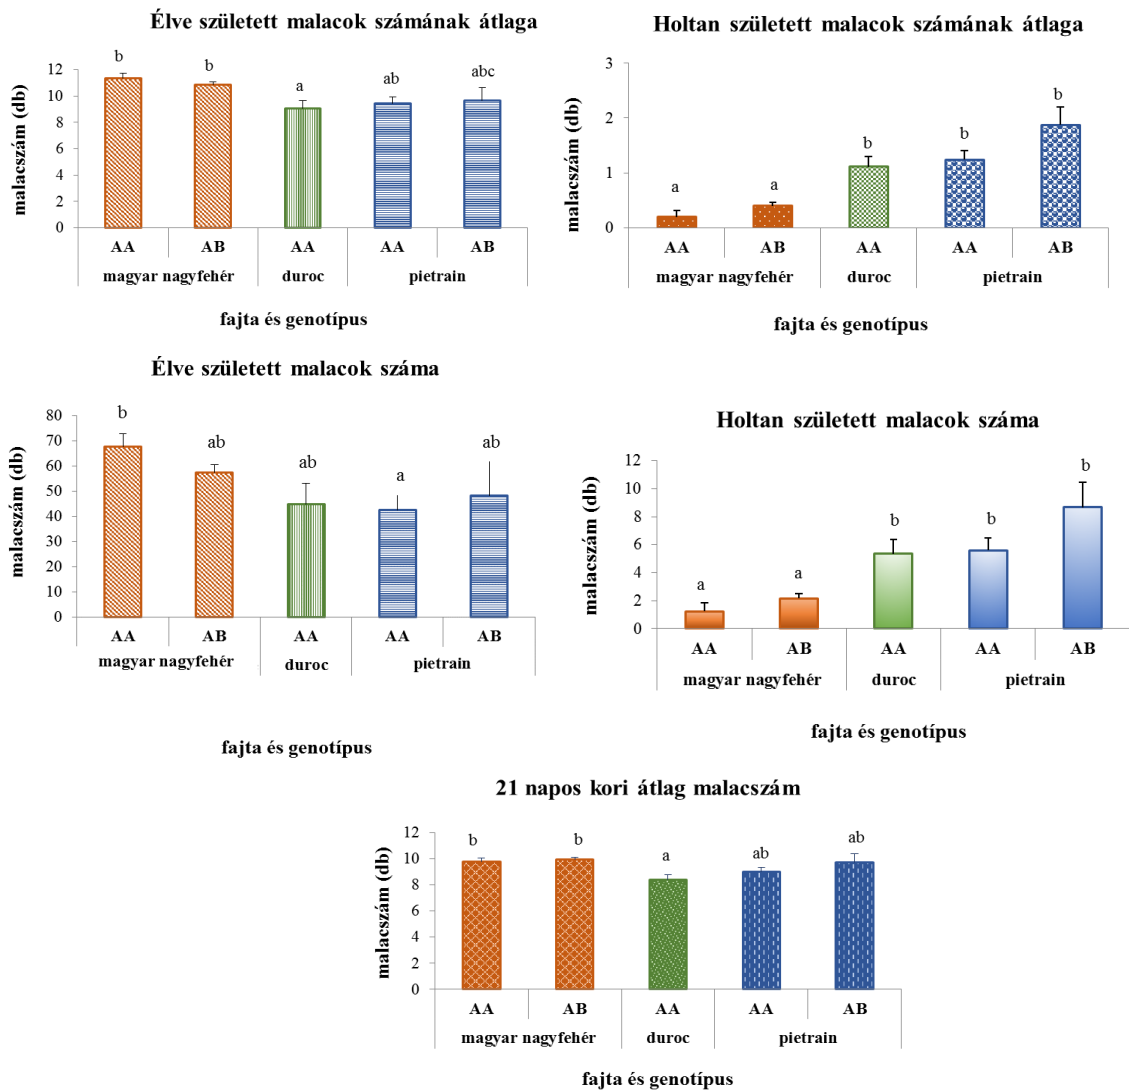 Élve született malacok számának átlaga
malacszám (db)
12
10
8
6
4
2
0
b
b
a
ab
abc
AA AB AA AA AB
magyar nagyfehér duroc pietrain
fajta és genotípus
Holtan született malacok számának átlaga
malacszám (db)
3
2
1
0
a
a
b
b
b
AA AB AA AA AB
magyar nagyfehér duroc pietrain
fajta és genotípus
Élve született malacok száma
malacszám (db)
80
70
60
50
40
30
20
10
0
b
ab
ab
a
ab
AA AB AA AA AB
magyar nagyfehér duroc pietrain
fajta és genotípus
Holtan született malacok száma
malacszám (db)
12
10
8
6
4
2
0
a
a
b
b
b
AA AB AA AA AB
magyar nagyfehér duroc pietrain
fajta és genotípus
21 napos kori átlag malacszám
malacszám (db)
12
10
8
6
4
2
0
b
b
a
ab
ab
AA AB AA AA AB
magyar nagyfehér duroc pietrain
fajta és genotípus